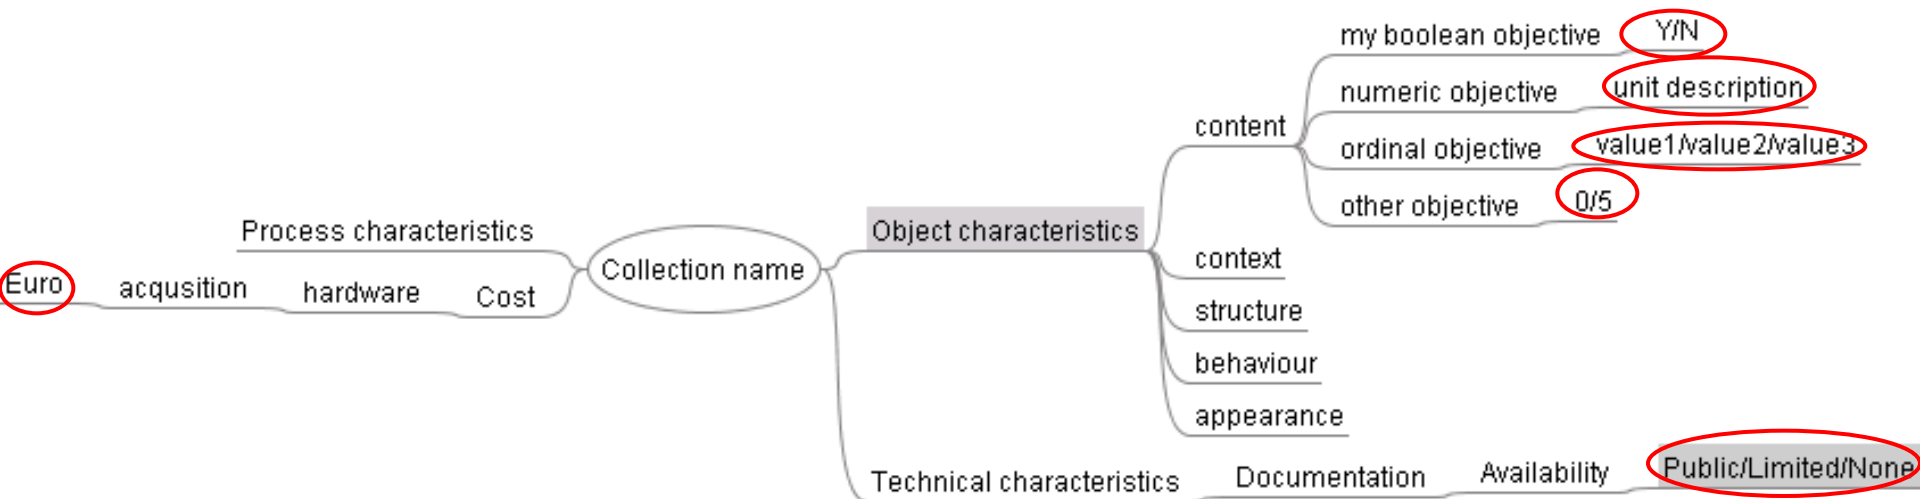 my boolean objective Y/N
numeric objective unit description
content
ordinal objective value1/value2/value3
other objective 0/5
Process characteristics
Object characteristics
Collection name
context
Euro acqusition hardware Cost
structure
behaviour
appearance
Technical characteristics Documentation Availability Public/Limited/None